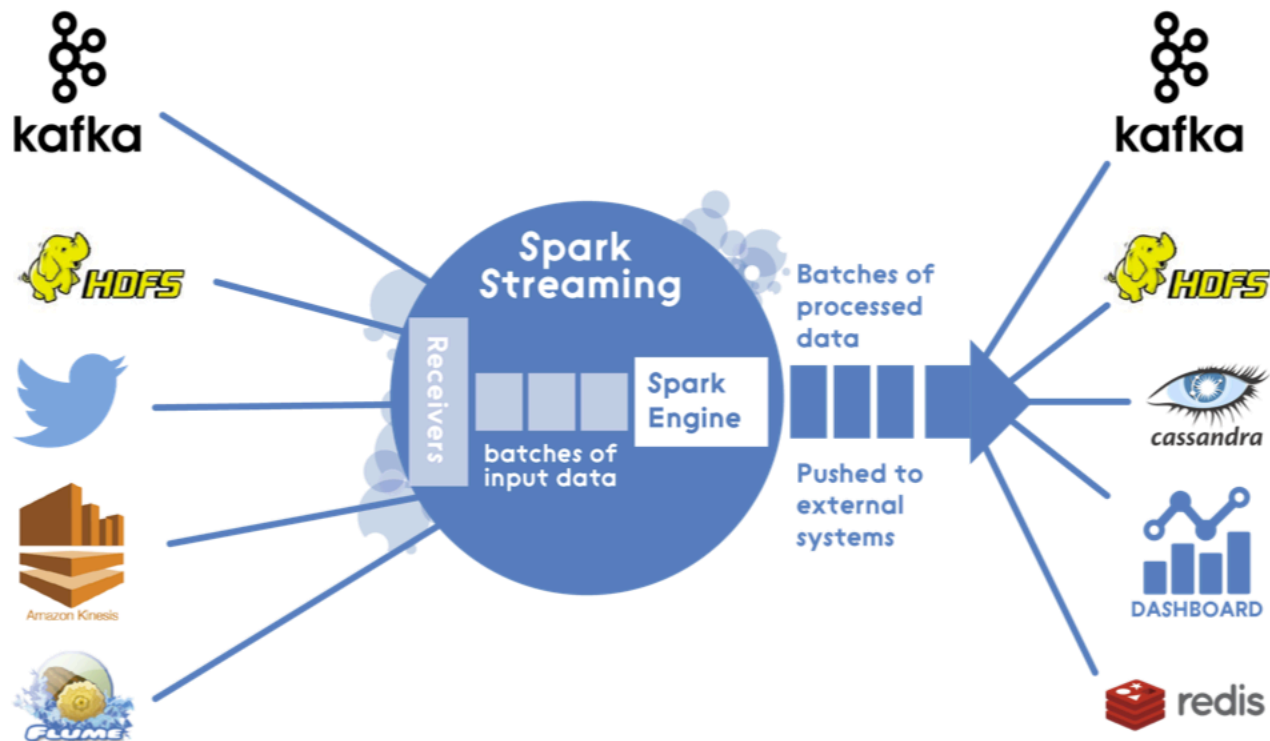 kafka
HDFS
Amazon Kinesis
FLUME
Spark
Streaming
Receivers
batches of
input data
Spark
Engine
Batches of
processed
data
Pushed to
external
systems
kafka
HDFS
cassandra
DASHBOARD
redis